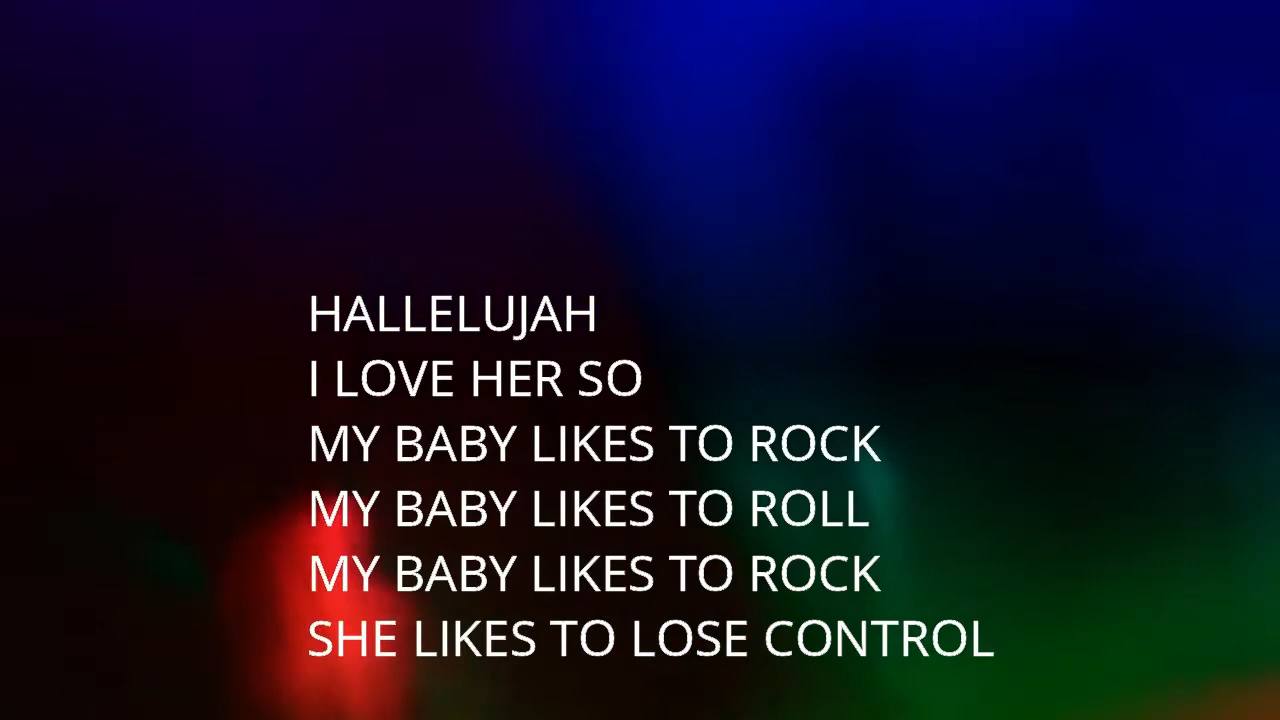 HALLELUJAH
I LOVE HER SO
MY BABY LIKES TO ROCK
MY BABY LIKES TO ROLL
MY BABY LIKES TO ROCK
SHE LIKES TO LOSE CONTROL